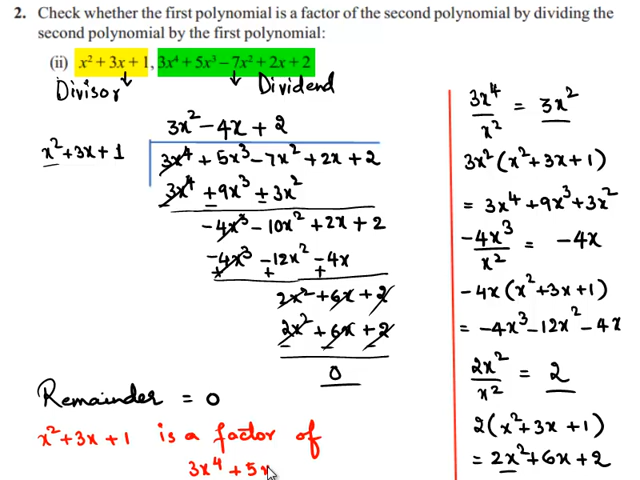 2. Check whether the first polynomial is a factor of the second polynomial by dividing the
second polynomial by the first polynomial:
(ii) x² + 3x + 1, 3x⁴ + 5x³ – 7x² + 2x + 2
Divisor Dividend
3x² - 4x + 2
x² + 3x + 1 3x⁴ + 5x³ - 7x² + 2x + 2
3x⁴ + 9x³ + 3x²
- - -
-4x³ - 10x² + 2x + 2
-4x³ - 12x² - 4x
+ + +
2x² + 6x + 2
2x² + 6x + 2
- - -
0
Remainder = 0
x² + 3x + 1 is a factor of
3x⁴ + 5x
3x⁴/x² = 3x²
3x² (x² + 3x + 1)
= 3x⁴ + 9x³ + 3x²
-4x³/x² = -4x
-4x (x² + 3x + 1)
= -4x³ - 12x² - 4x
2x²/x² = 2
2 (x² + 3x + 1)
= 2x² + 6x + 2